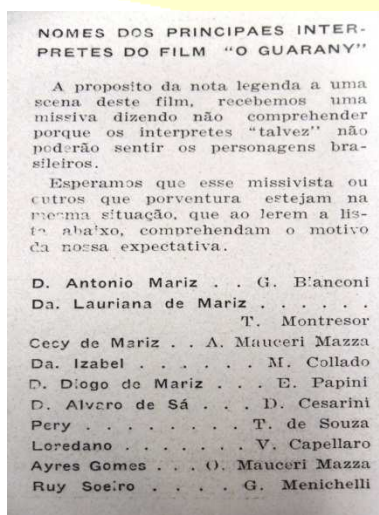 NOMES DOS PRINCIPAES INTER-
PRETES DO FILM "O GUARANY"
A proposito da nota legenda a uma
scena deste film, recebemos uma
missiva dizendo não comprehender
porque os interpretes "talvez" não
poderão sentir os personagens bra-
sileiros.
Esperamos que esse missivista ou
outros que porventura estejam na
mesma situação, que ao lerem a lis-
ta abaixo, comprehendam o motivo
da nossa expectativa.
D. Antonio Mariz . . G. Bianconi
Da. Lauriana de Mariz . . . . . .
T. Montresor
Cecy de Mariz . . A. Mauceri Mazza
Da. Izabel . . . . . . M. Collado
D. Diogo de Mariz . . . E. Papini
D. Alvaro de Sá . . . D. Cesarini
Pery . . . . . . . . T. de Souza
Loredano . . . . . . . V. Capellaro
Ayres Gomes . . . O. Mauceri Mazza
Ruy Soeiro . . . . . G. Menichelli